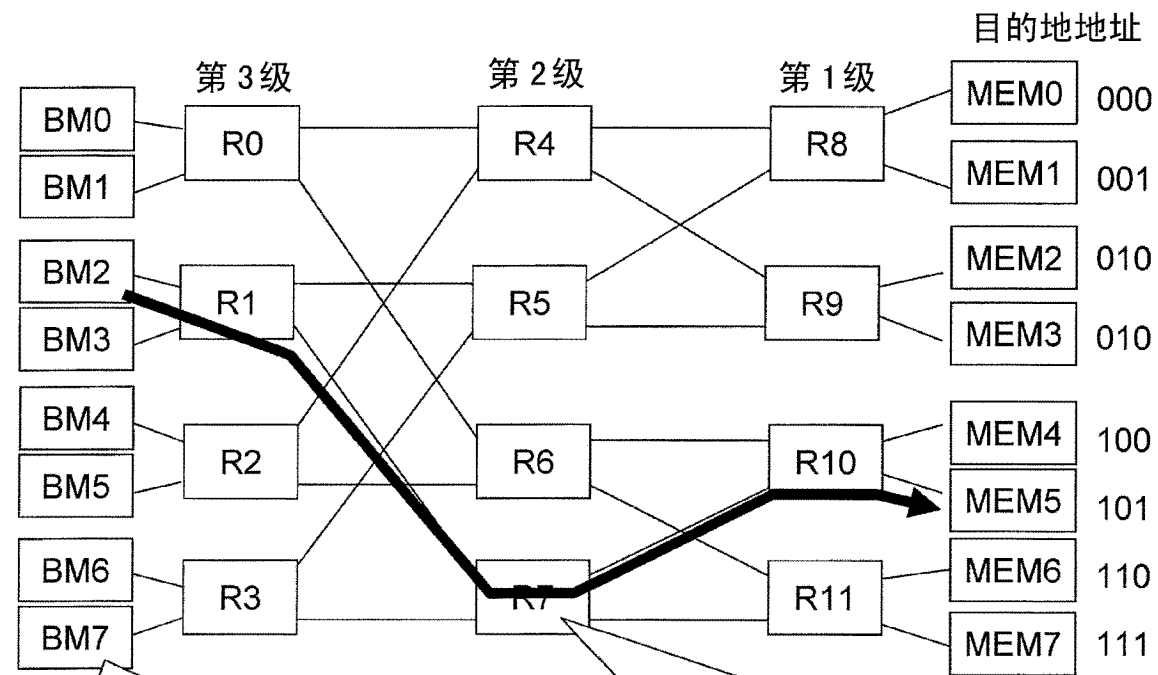 目的地地址
第3级
第2级
第1级
BM0
BM1
BM2
BM3
BM4
BM5
BM6
BM7
R0
R1
R2
R3
R4
R5
R6
R7
R8
R9
R10
R11
MEM0 000
MEM1 001
MEM2 010
MEM3 010
MEM4 100
MEM5 101
MEM6 110
MEM7 111